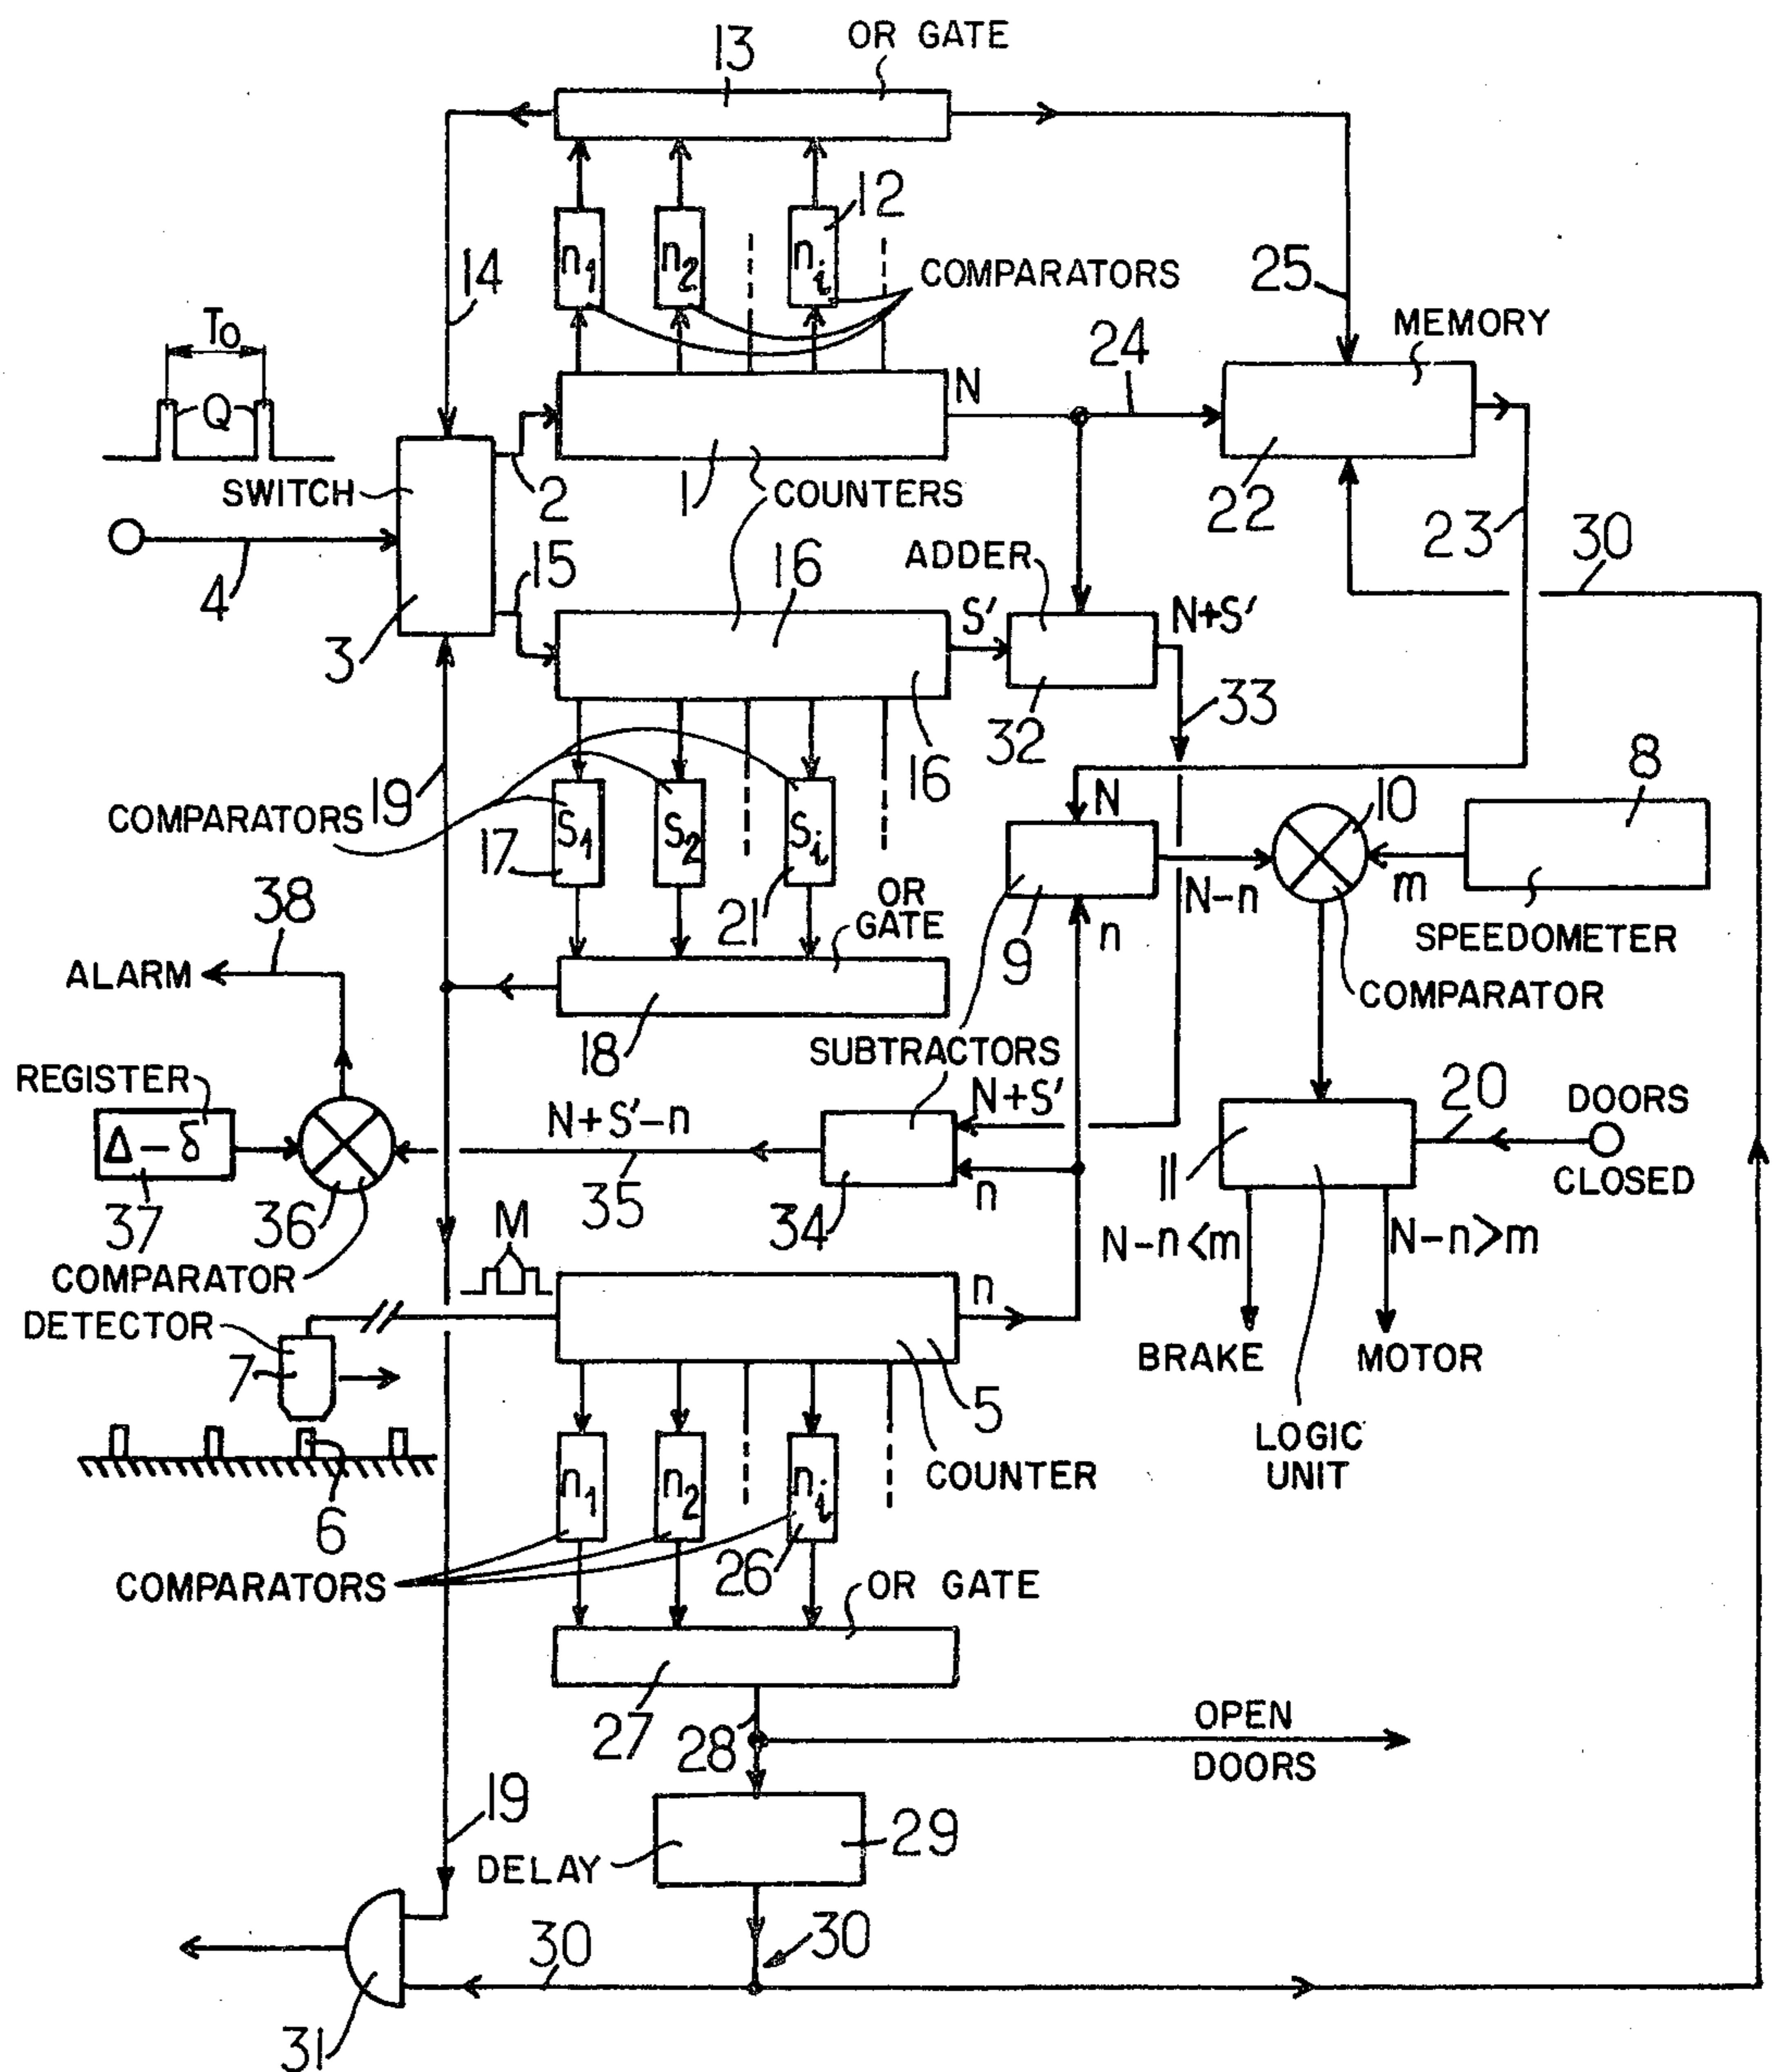 13
OR GATE
n1
n2
ni
12
COMPARATORS
14
25
MEMORY
T0
Q
N
24
SWITCH
2
1
COUNTERS
22
23
30
4
3
15
16
ADDER
S'
N+S'
16
32
33
8
COMPARATORS
19
S1
S2
Si
17
21
N
10
9
N-n
m
n
SPEEDOMETER
COMPARATOR
OR
GATE
38
ALARM
18
SUBTRACTORS
REGISTER
Δ-δ
37
36
COMPARATOR
N+S'-n
35
34
N+S'
n
11
20
DOORS
CLOSED
M
n
N-n<m
N-n>m
BRAKE
MOTOR
DETECTOR
7
6
5
COUNTER
LOGIC
UNIT
n1
n2
ni
26
COMPARATORS
OR GATE
27
28
OPEN
DOORS
19
DELAY
29
30
30
31